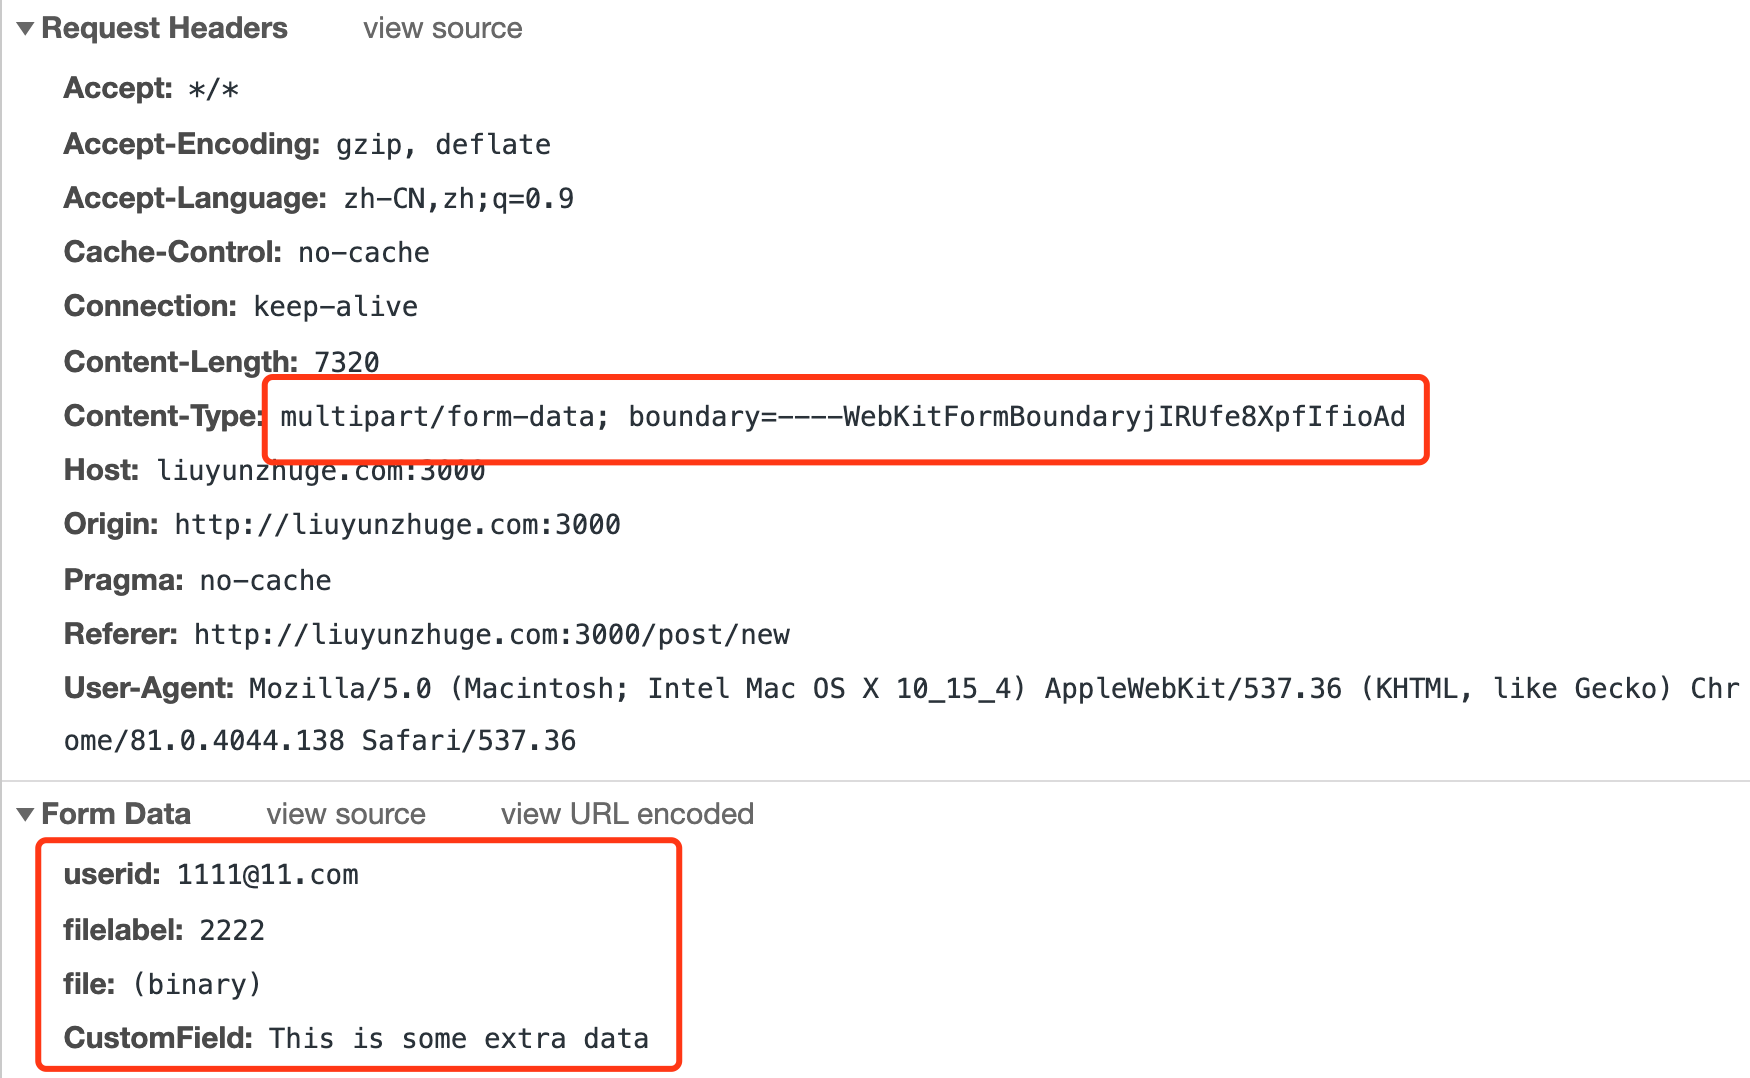 Request Headers view source
Accept: */*
Accept-Encoding: gzip, deflate
Accept-Language: zh-CN,zh;q=0.9
Cache-Control: no-cache
Connection: keep-alive
Content-Length: 7320
Content-Type: multipart/form-data; boundary=----WebKitFormBoundaryjIRUfe8XpfIfioAd
Host: liuyunzhuge.com:3000
Origin: http://liuyunzhuge.com:3000
Pragma: no-cache
Referer: http://liuyunzhuge.com:3000/post/new
User-Agent: Mozilla/5.0 (Macintosh; Intel Mac OS X 10_15_4) AppleWebKit/537.36 (KHTML, like Gecko) Chr
ome/81.0.4044.138 Safari/537.36
Form Data view source view URL encoded
userid: 1111@11.com
filelabel: 2222
file: (binary)
CustomField: This is some extra data